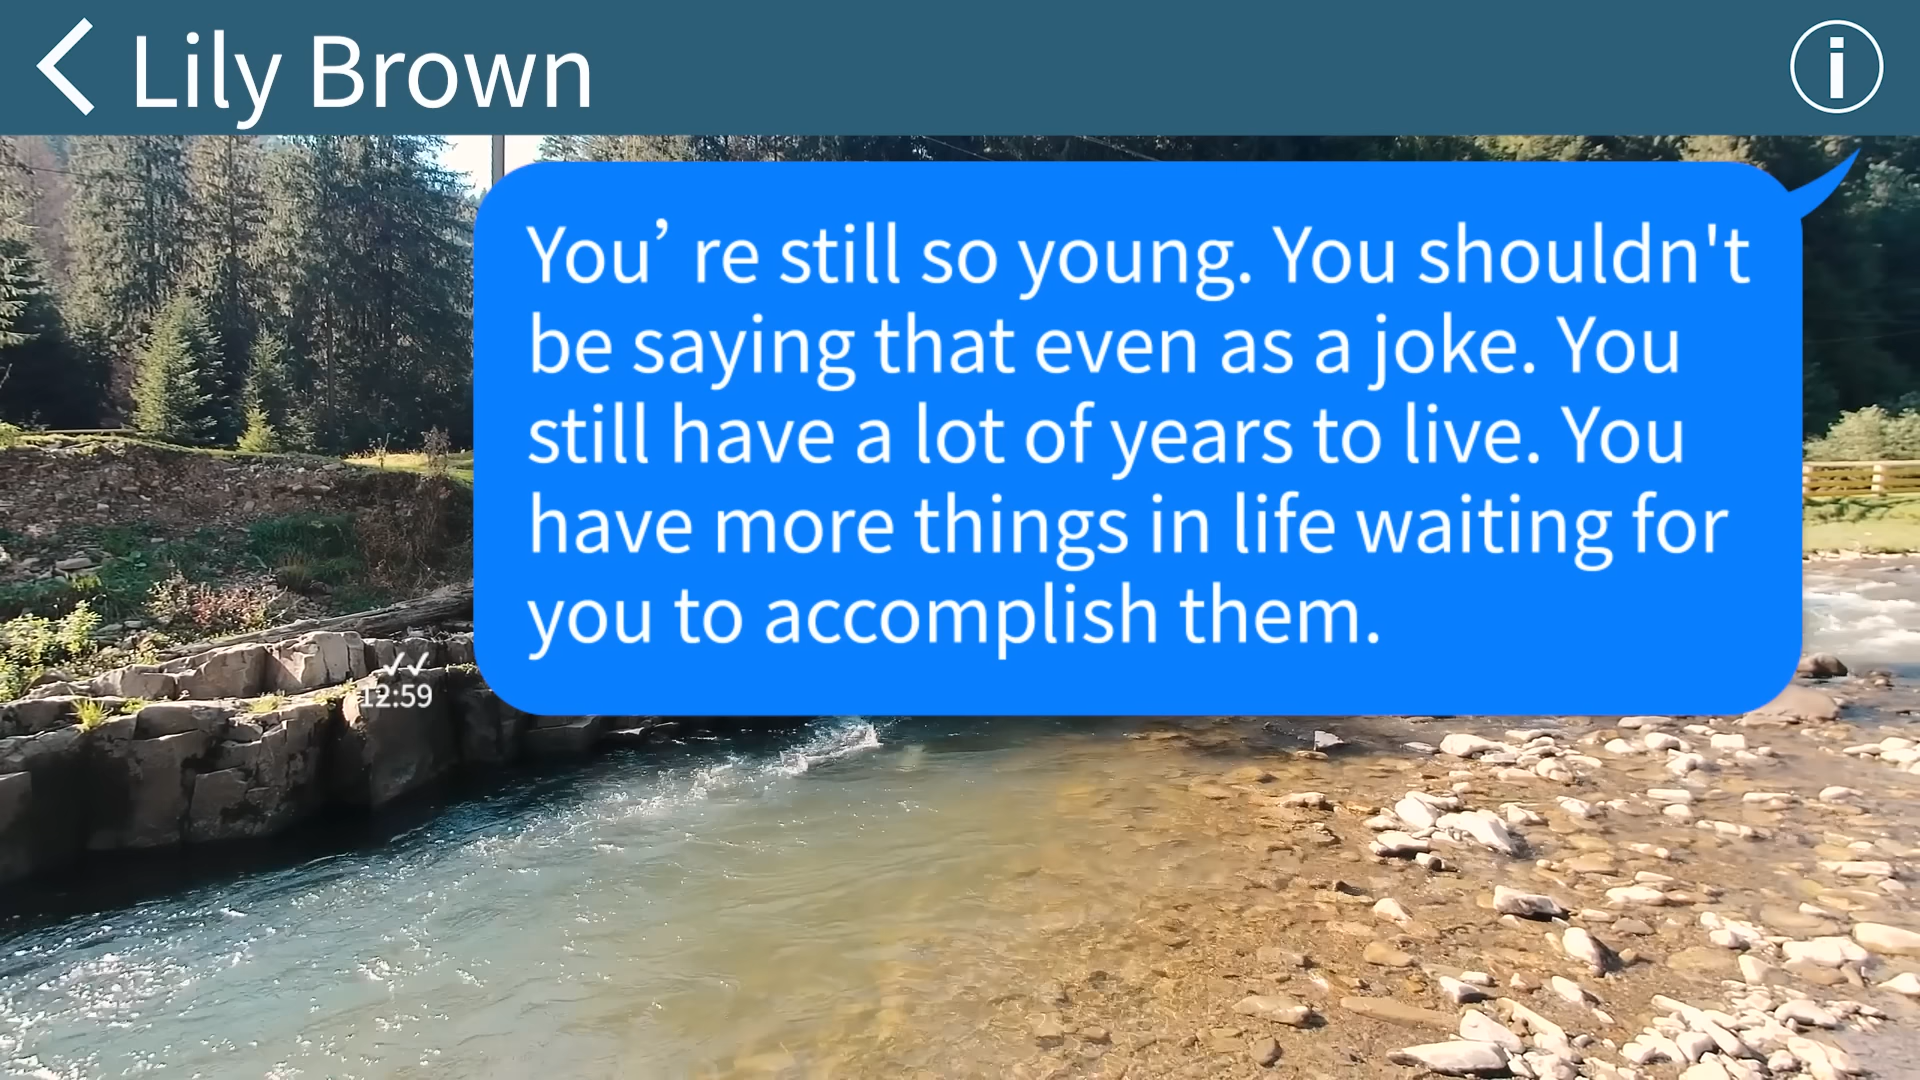 Lily Brown
You’ re still so young. You shouldn't
be saying that even as a joke. You
still have a lot of years to live. You
have more things in life waiting for
you to accomplish them.
12:59